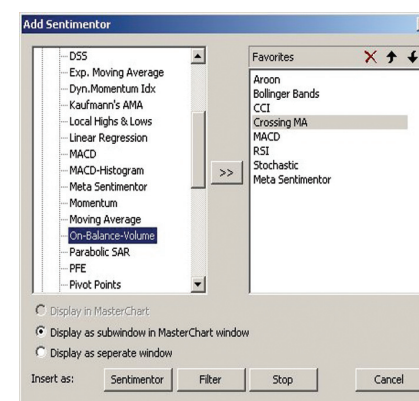 Add Sentimentor
DSS
Exp. Moving Average
Dyn.Momentum Idx
Kaufmann's AMA
Local Highs & Lows
Linear Regression
MACD
MACD-Histogram
Meta Sentimentor
Momentum
Moving Average
On-Balance-Volume
Parabolic SAR
PFE
Pivot Points
>>
Favorites
Aroon
Bollinger Bands
CCI
Crossing MA
MACD
RSI
Stochastic
Meta Sentimentor
Display in MasterChart
Display as subwindow in MasterChart window
Display as seperate window
Insert as: Sentimentor Filter Stop Cancel